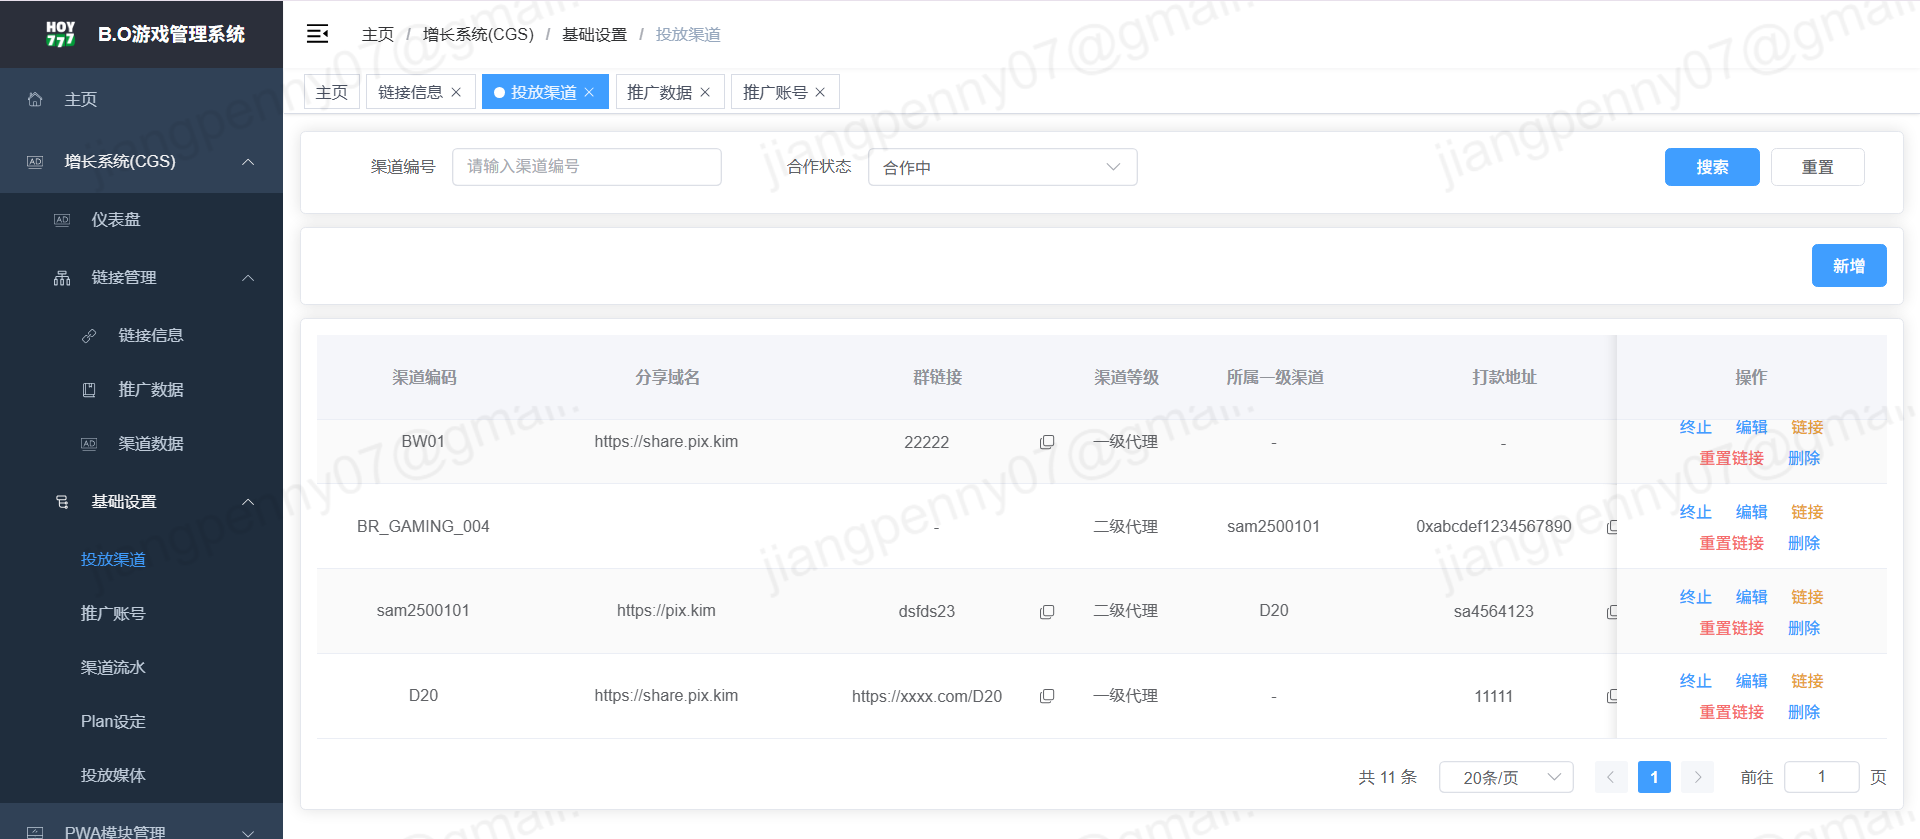 HOY
777
B.O游戏管理系统
主页 / 增长系统(CGS) / 基础设置 / 投放渠道
主页
链接信息 ×
投放渠道 ×
推广数据 ×
推广账号 ×
主页
增长系统(CGS)
仪表盘
链接管理
链接信息
推广数据
渠道数据
基础设置
投放渠道
推广账号
渠道流水
Plan设定
投放媒体
PWA模块管理
渠道编号 请输入渠道编号 合作状态 合作中 搜索 重置
新增
渠道编码 分享域名 群链接 渠道等级 所属一级渠道 打款地址 操作
BW01 https://share.pix.kim 22222 一级代理 - - 终止 编辑 链接
重置链接 删除
BR_GAMING_004 - 二级代理 sam2500101 0xabcdef1234567890 终止 编辑 链接
重置链接 删除
sam2500101 https://pix.kim dsfds23 二级代理 D20 sa4564123 终止 编辑 链接
重置链接 删除
D20 https://share.pix.kim https://xxxx.com/D20 一级代理 - 11111 终止 编辑 链接
重置链接 删除
共 11 条 20条/页 1 前往 1 页
jiangpenny07@gmail.